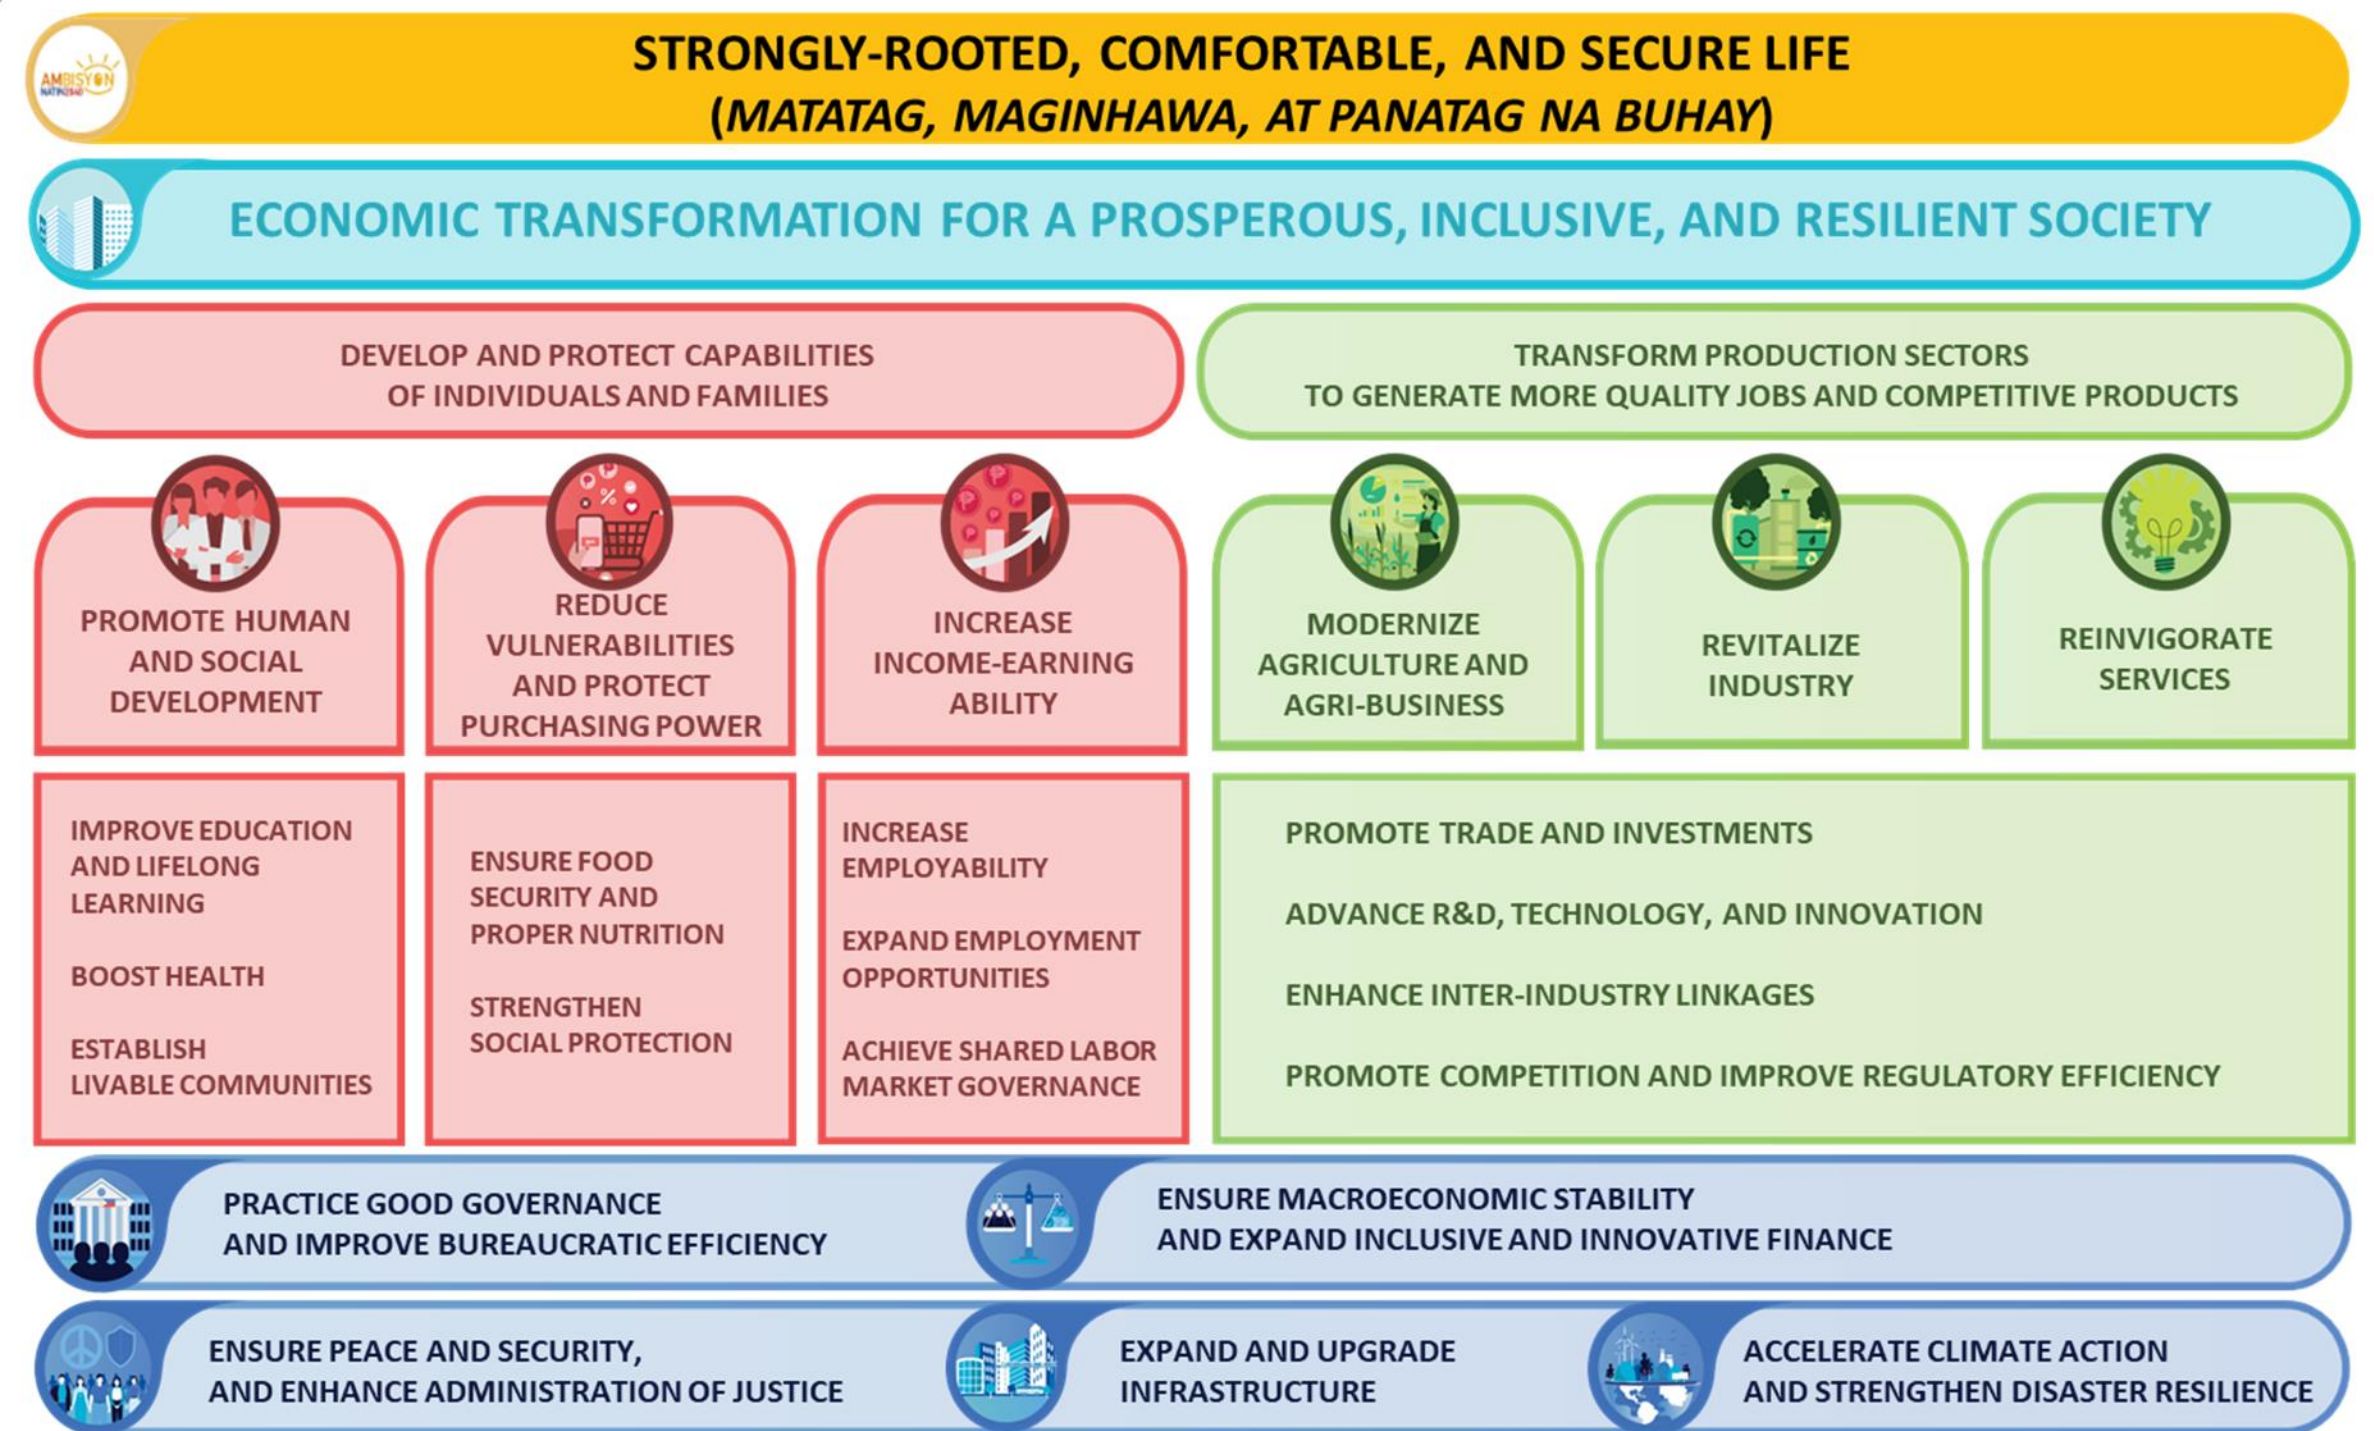 AMBISYON
NATIN2040
STRONGLY-ROOTED, COMFORTABLE, AND SECURE LIFE
(MATATAG, MAGINHAWA, AT PANATAG NA BUHAY)
ECONOMIC TRANSFORMATION FOR A PROSPEROUS, INCLUSIVE, AND RESILIENT SOCIETY
DEVELOP AND PROTECT CAPABILITIES
OF INDIVIDUALS AND FAMILIES
TRANSFORM PRODUCTION SECTORS
TO GENERATE MORE QUALITY JOBS AND COMPETITIVE PRODUCTS
PROMOTE HUMAN
AND SOCIAL
DEVELOPMENT
REDUCE
VULNERABILITIES
AND PROTECT
PURCHASING POWER
INCREASE
INCOME-EARNING
ABILITY
MODERNIZE
AGRICULTURE AND
AGRI-BUSINESS
REVITALIZE
INDUSTRY
REINVIGORATE
SERVICES
IMPROVE EDUCATION
AND LIFELONG
LEARNING
BOOST HEALTH
ESTABLISH
LIVABLE COMMUNITIES
ENSURE FOOD
SECURITY AND
PROPER NUTRITION
STRENGTHEN
SOCIAL PROTECTION
INCREASE
EMPLOYABILITY
EXPAND EMPLOYMENT
OPPORTUNITIES
ACHIEVE SHARED LABOR
MARKET GOVERNANCE
PROMOTE TRADE AND INVESTMENTS
ADVANCE R&D, TECHNOLOGY, AND INNOVATION
ENHANCE INTER-INDUSTRY LINKAGES
PROMOTE COMPETITION AND IMPROVE REGULATORY EFFICIENCY
PRACTICE GOOD GOVERNANCE
AND IMPROVE BUREAUCRATIC EFFICIENCY
ENSURE MACROECONOMIC STABILITY
AND EXPAND INCLUSIVE AND INNOVATIVE FINANCE
ENSURE PEACE AND SECURITY,
AND ENHANCE ADMINISTRATION OF JUSTICE
EXPAND AND UPGRADE
INFRASTRUCTURE
ACCELERATE CLIMATE ACTION
AND STRENGTHEN DISASTER RESILIENCE